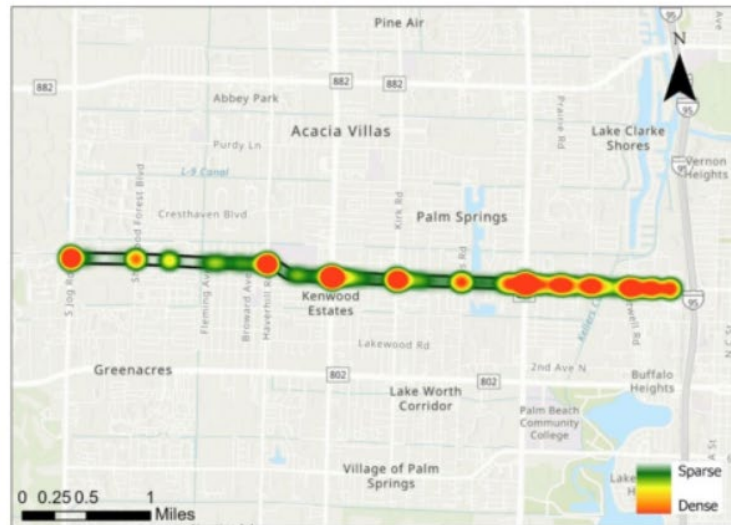 Pine Air
N
95
882
882
882
95
Abbey Park
Prairie Rd
Acacia Villas
Lake Clarke
Shores
Purdy Ln
Vernon
Heights
L-9 Canal
Kirk Rd
Cresthaven Blvd
Palm Springs
S Jog Rd
Fleming Av
Broward Ave
Haverhill R
Kenwood
Estates
95
Lakewood Rd
Greenacres
802
802
2nd Ave N
Buffalo
Heights
Lake Worth
Corridor
Palm Beach
Community
College
Village of Palm
Springs
A St
Sparse
Dense
0 0.25 0.5 1
Miles